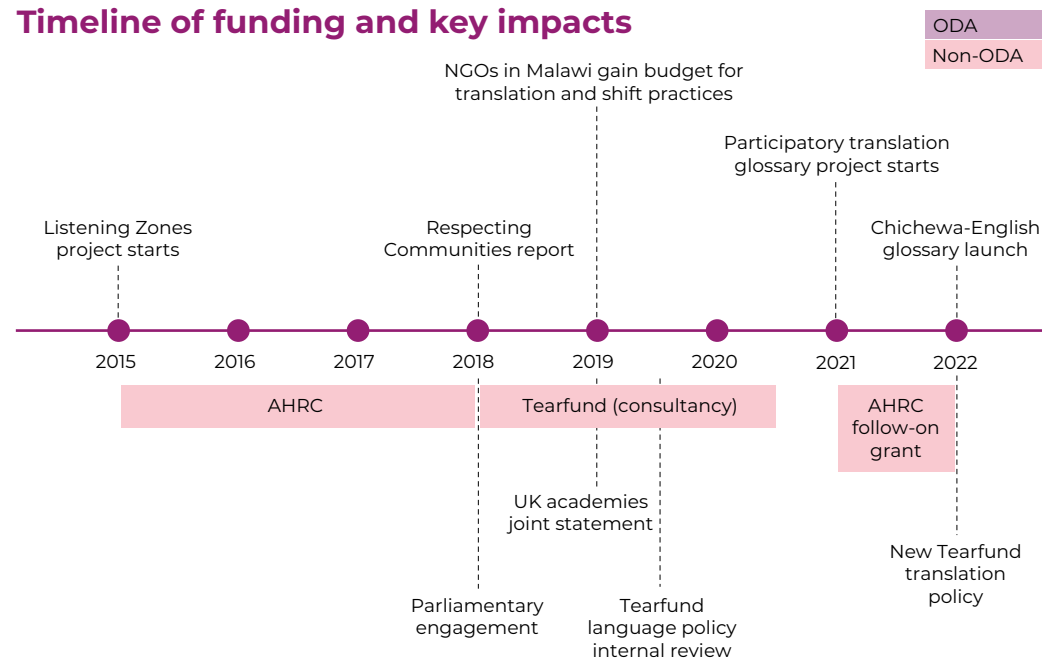 Timeline of funding and key impacts
ODA
Non-ODA
NGOs in Malawi gain budget for
translation and shift practices
Participatory translation
glossary project starts
Listening Zones
project starts
Respecting
Communities report
Chichewa-English
glossary launch
2015
2016
2017
2018
2019
2020
2021
2022
AHRC
Tearfund (consultancy)
AHRC
follow-on
grant
UK academies
joint statement
New Tearfund
translation
policy
Parliamentary
engagement
Tearfund
language policy
internal review